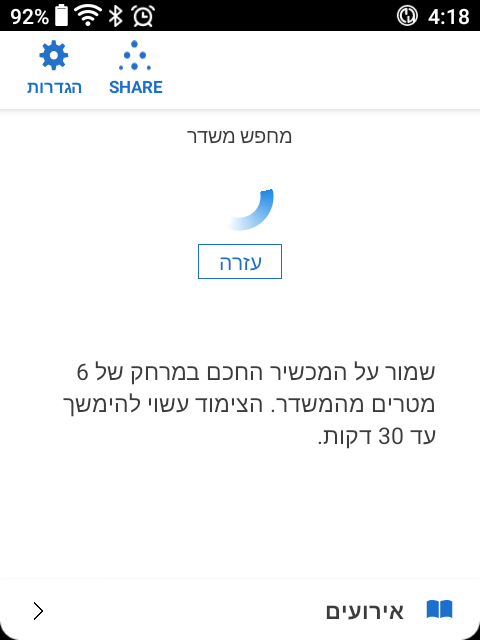 92% 4:18
הגדרות SHARE
מחפש משדר
עזרה
שמור על המכשיר החכם במרחק של 6
מטרים מהמשדר. הצימוד עשוי להימשך
עד 30 דקות.
אירועים